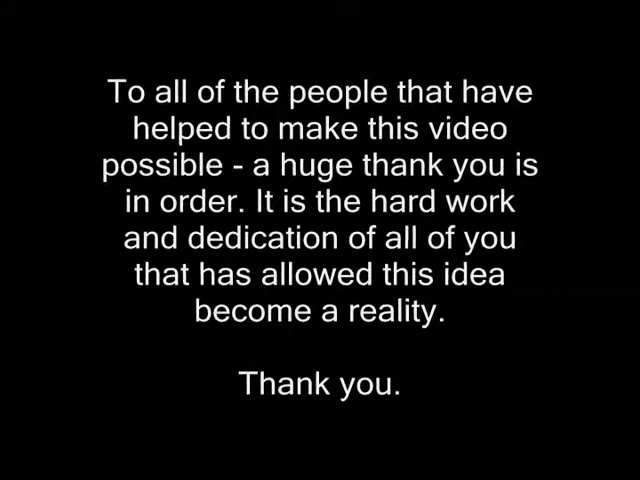 To all of the people that have
helped to make this video
possible - a huge thank you is
in order. It is the hard work
and dedication of all of you
that has allowed this idea
become a reality.
Thank you.